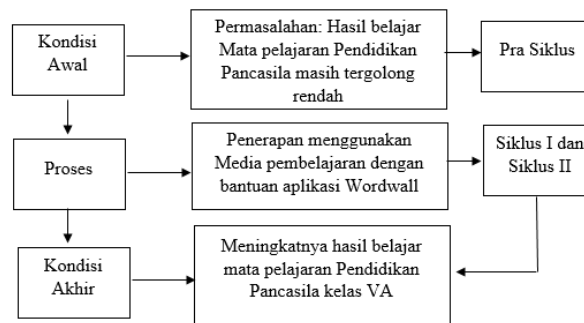 Kondisi
Awal
Permasalahan: Hasil belajar
Mata pelajaran Pendidikan
Pancasila masih tergolong
rendah
Pra Siklus
Proses
Penerapan menggunakan
Media pembelajaran dengan
bantuan aplikasi Wordwall
Siklus I dan
Siklus II
Kondisi
Akhir
Meningkatnya hasil belajar
mata pelajaran Pendidikan
Pancasila kelas VA